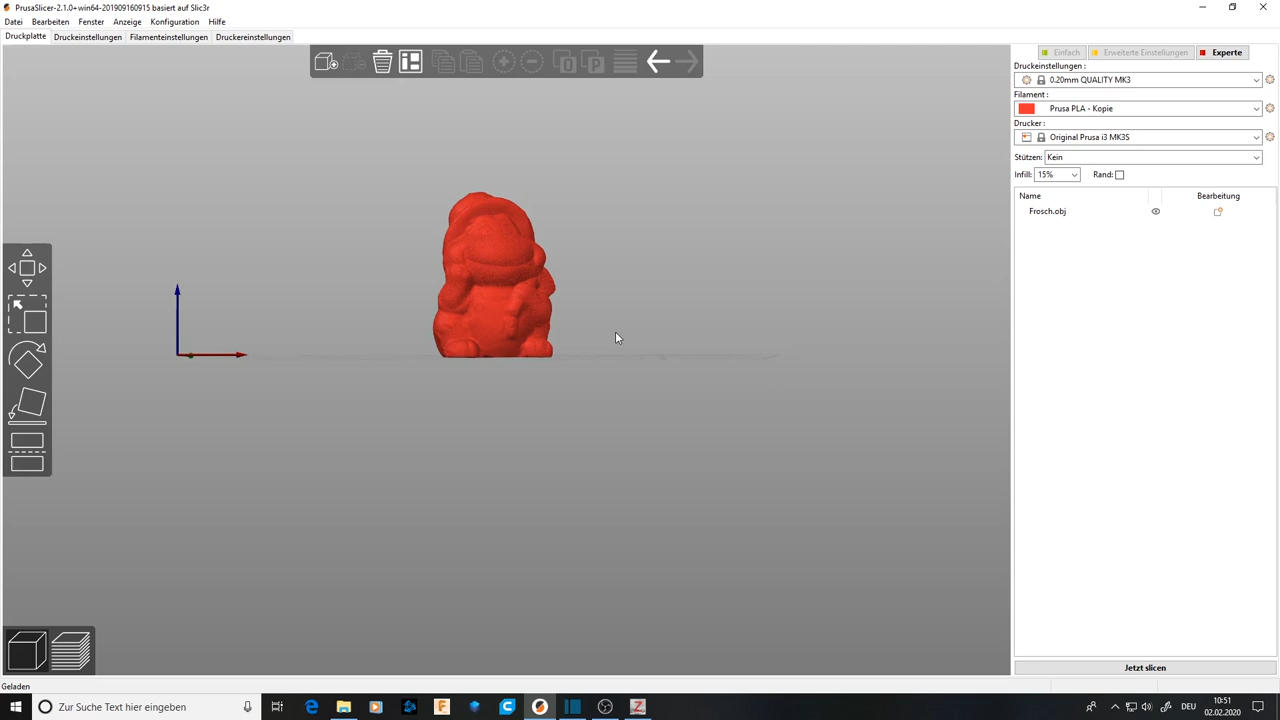 PrusaSlicer-2.1.0+win64-201909160915 basiert auf Slic3r
Datei Bearbeiten Fenster Anzeige Konfiguration Hilfe
Druckplatte Druckeinstellungen Filamenteinstellungen Druckereinstellungen
Einfach Erweiterte Einstellungen Experte
Druckeinstellungen :
0.20mm QUALITY MK3
Filament :
Prusa PLA - Kopie
Drucker :
Original Prusa i3 MK3S
Stützen: Kein
Infill: 15% Rand:
Name Bearbeitung
Frosch.obj
Jetzt slicen
Geladen
Zur Suche Text hier eingeben
DEU
10:51
02.02.2020